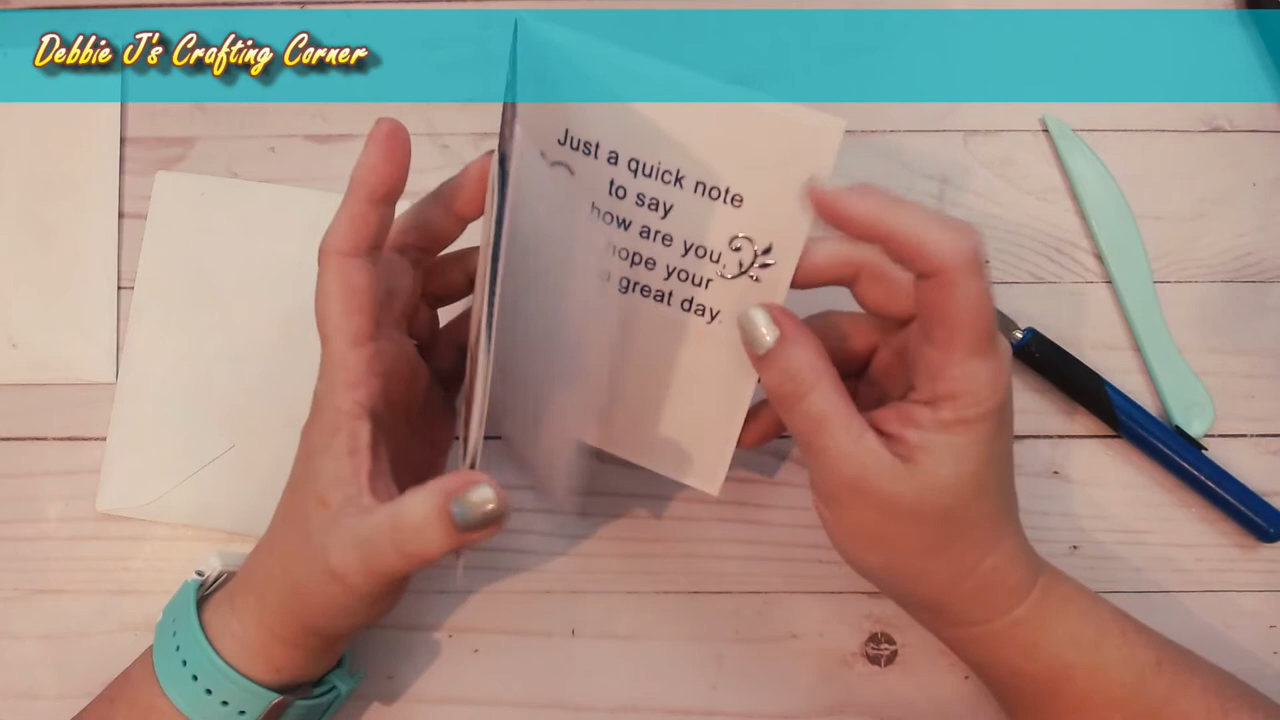 Debbie J's Crafting Corner
Just a quick note
to say
how are you,
hope your
a great day.